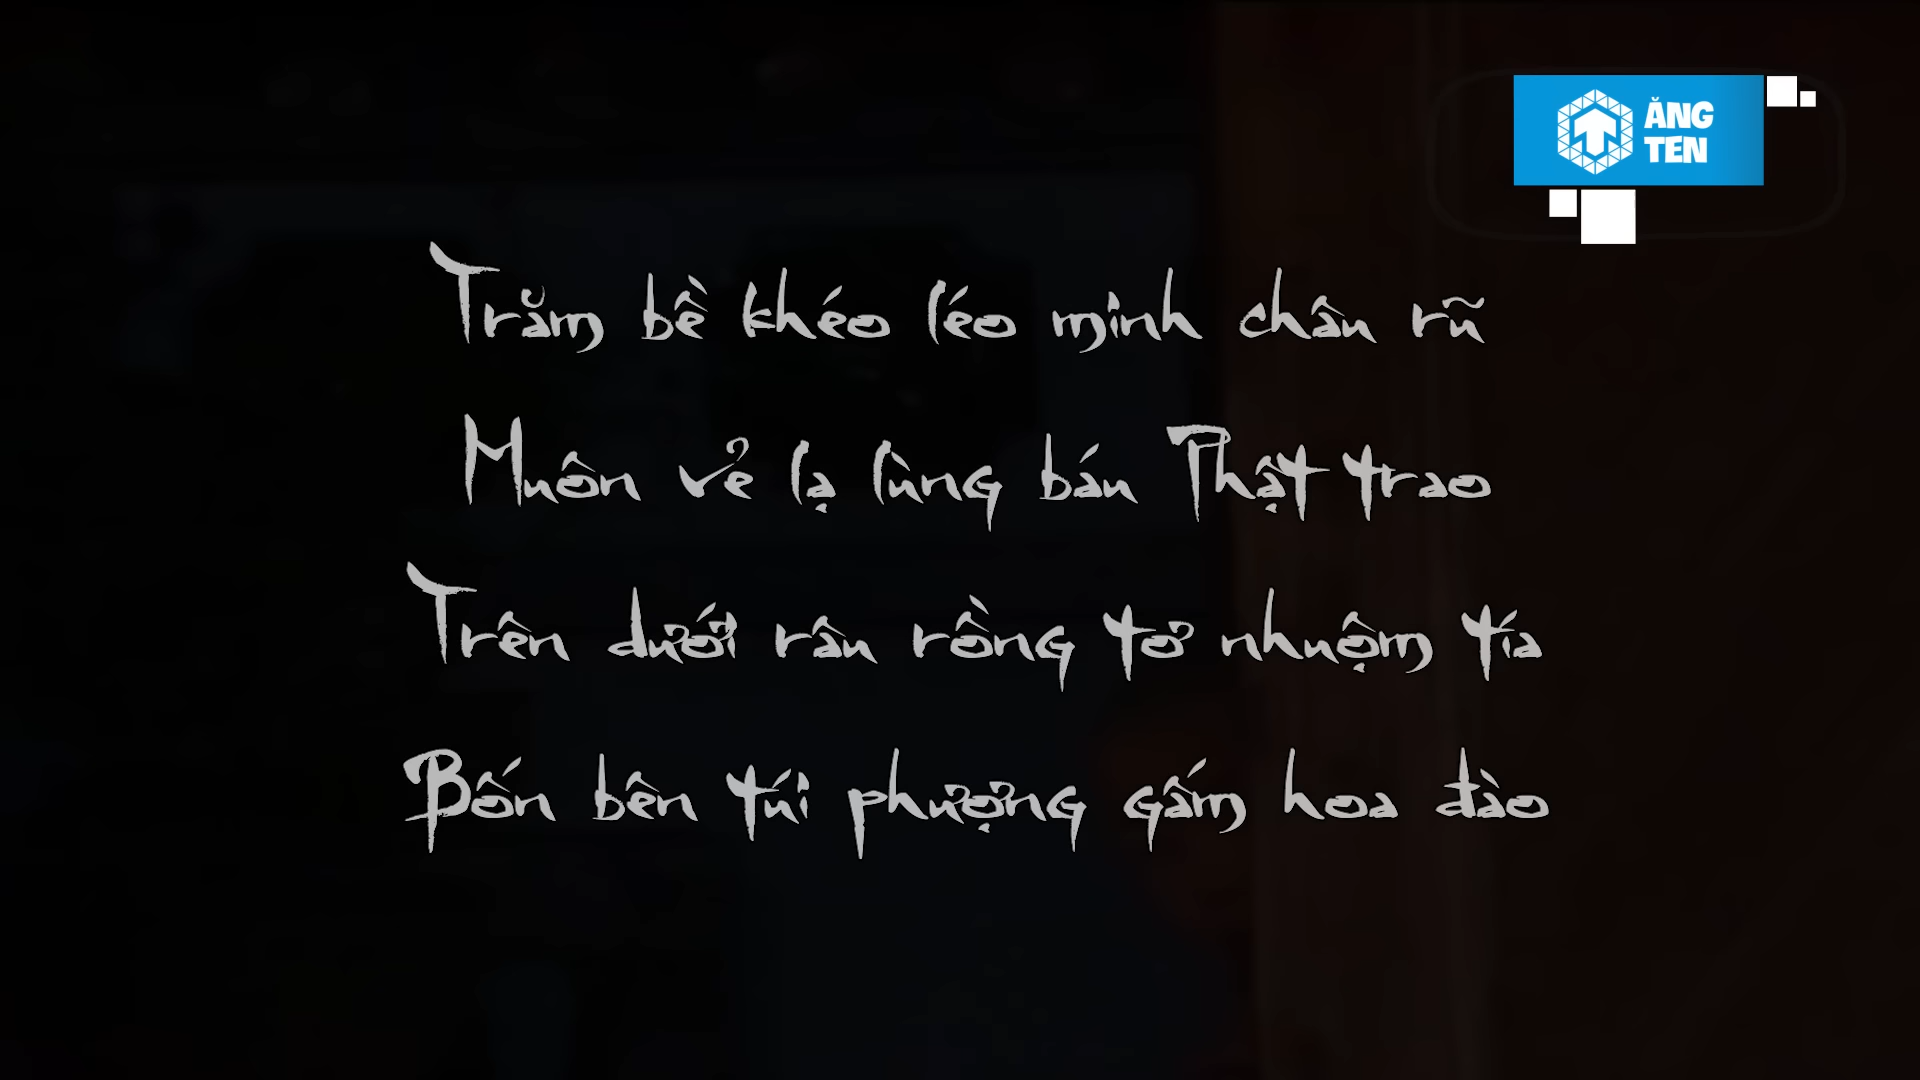 ĂNG
TEN
Trăm bề khéo léo mình chân rũ
Muôn vẻ lạ lùng bán Phật trao
Trên dưới rân rồng tơ nhuộm tía
Bốn bên túi phượng gấm hoa đào